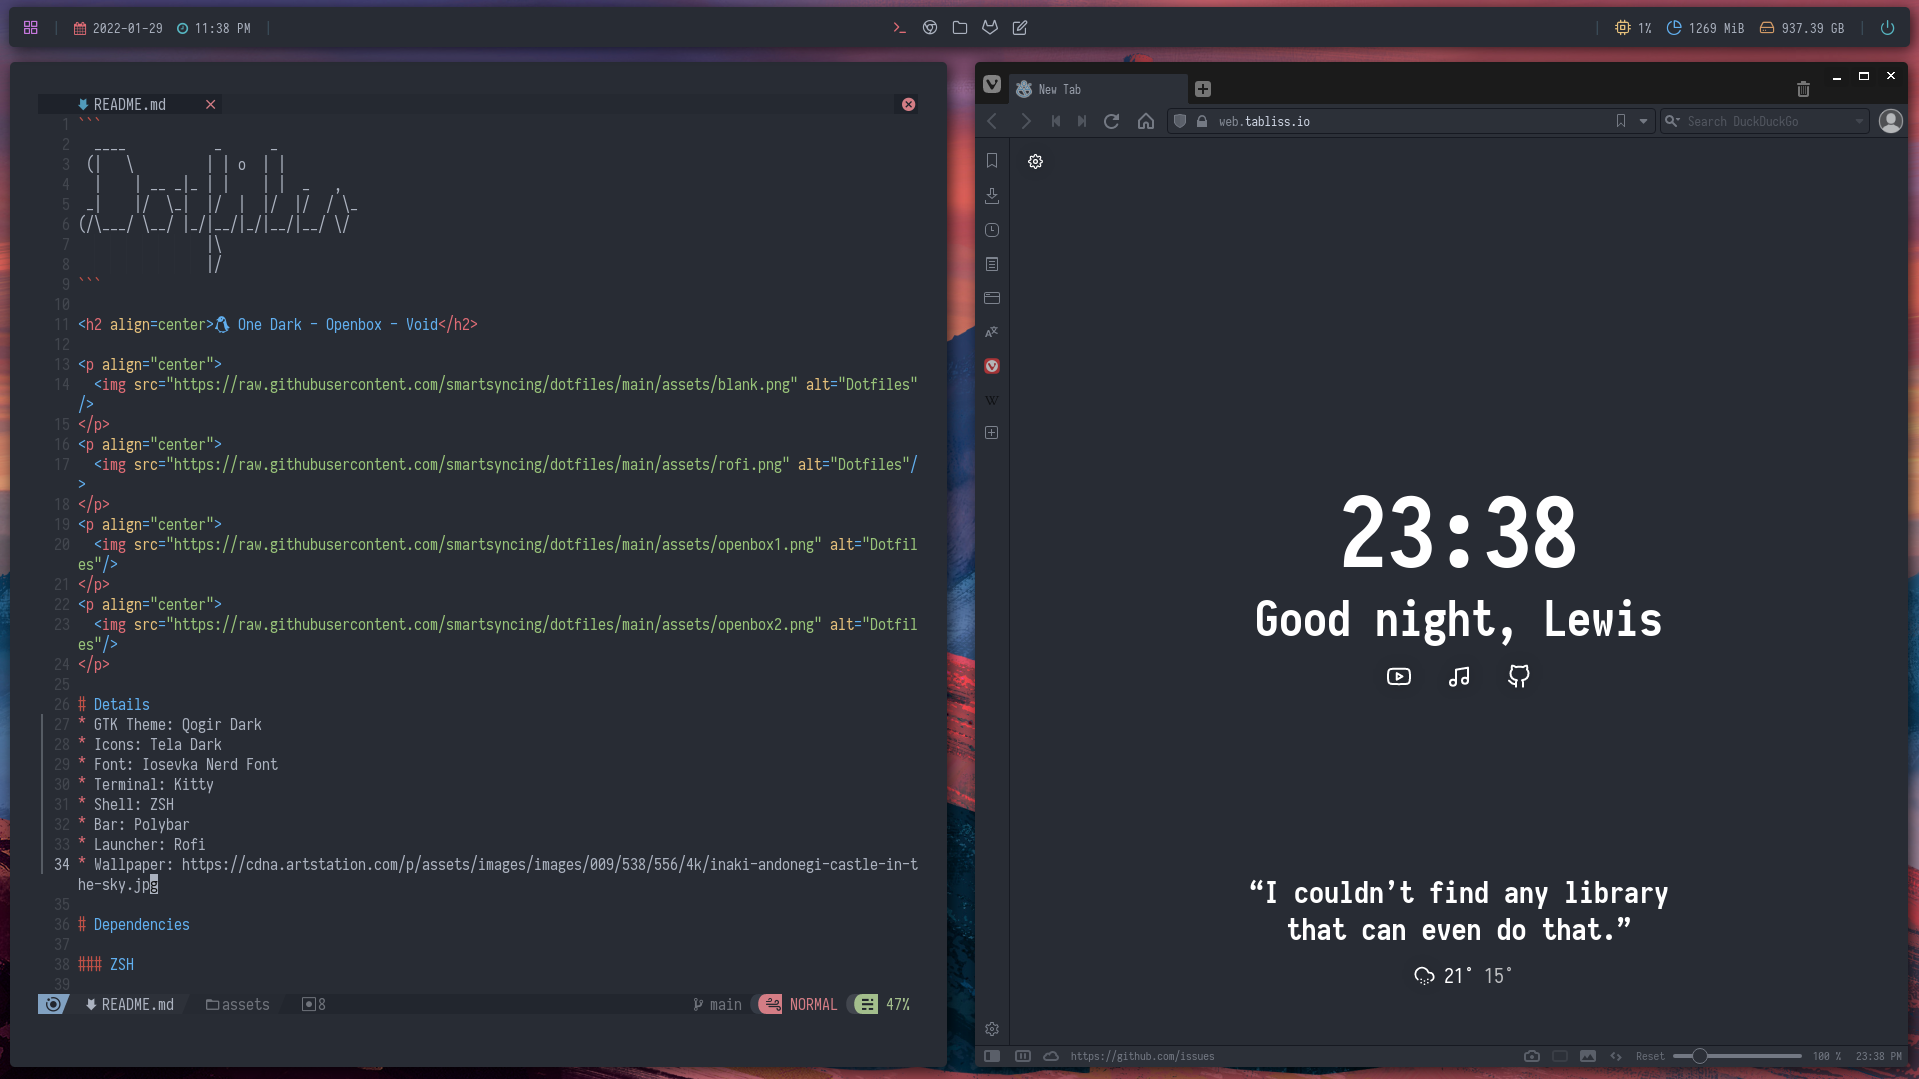 2022-01-29 11:38 PM
1% 1269 MiB 937.39 GB
README.md
1 ```
2   ____           _      _
3  (|   \         | | o  | |
4   |    | __ _|_ | |    | |  _   ,
5  _|    |/  \_|  |/  |  |/  |/  / \_
6 (/\___/ \__/ |_/|__/|_/|__/|__/ \/
7                 |\
8                 |/
9 ```
10
11 <h2 align=center>🐧 One Dark - Openbox - Void</h2>
12
13 <p align="center">
14   <img src="https://raw.githubusercontent.com/smartsyncing/dotfiles/main/assets/blank.png" alt="Dotfiles"
/>
15 </p>
16 <p align="center">
17   <img src="https://raw.githubusercontent.com/smartsyncing/dotfiles/main/assets/rofi.png" alt="Dotfiles"/
>
18 </p>
19 <p align="center">
20   <img src="https://raw.githubusercontent.com/smartsyncing/dotfiles/main/assets/openbox1.png" alt="Dotfil
es"/>
21 </p>
22 <p align="center">
23   <img src="https://raw.githubusercontent.com/smartsyncing/dotfiles/main/assets/openbox2.png" alt="Dotfil
es"/>
24 </p>
25
26 # Details
27 * GTK Theme: Qogir Dark
28 * Icons: Tela Dark
29 * Font: Iosevka Nerd Font
30 * Terminal: Kitty
31 * Shell: ZSH
32 * Bar: Polybar
33 * Launcher: Rofi
34 * Wallpaper: https://cdna.artstation.com/p/assets/images/images/009/538/556/4k/inaki-andonegi-castle-in-t
he-sky.jpg
35
36 # Dependencies
37
38 ### ZSH
39
README.md assets 8 main NORMAL 47%
New Tab
web.tabliss.io Search DuckDuckGo
23:38
Good night, Lewis
“I couldn’t find any library
that can even do that.”
21° 15°
https://github.com/issues Reset 100 % 23:38 PM